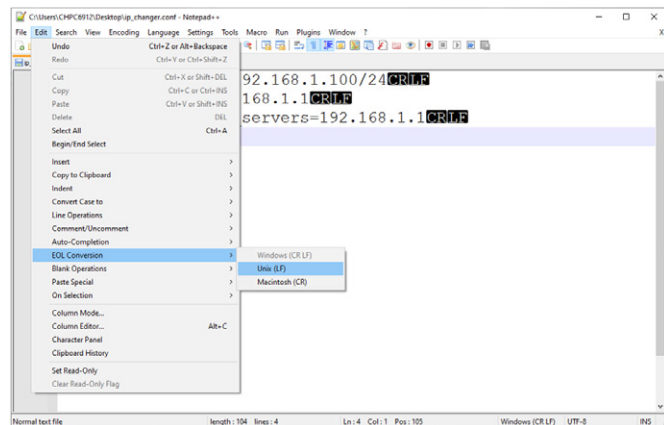 C:\Users\CHPC6912\Desktop\ip_changer.conf - Notepad++
File Edit Search View Encoding Language Settings Tools Macro Run Plugins Window ?
Undo Ctrl+Z or Alt+Backspace
Redo Ctrl+Y or Ctrl+Shift+Z
Cut Ctrl+X or Shift+DEL
Copy Ctrl+C or Ctrl+INS
Paste Ctrl+V or Shift+INS
Delete DEL
Select All Ctrl+A
Begin/End Select
Insert
Copy to Clipboard
Indent
Convert Case to
Line Operations
Comment/Uncomment
Auto-Completion
EOL Conversion
Blank Operations
Paste Special
On Selection
Column Mode...
Column Editor... Alt+C
Character Panel
Clipboard History
Set Read-Only
Clear Read-Only Flag
Windows (CR LF)
Unix (LF)
Macintosh (CR)
92.168.1.100/24CRLF
168.1.1CRLF
servers=192.168.1.1CRLF
Normal text file length : 104 lines : 4 Ln : 4 Col : 1 Pos : 105 Windows (CR LF) UTF-8 INS